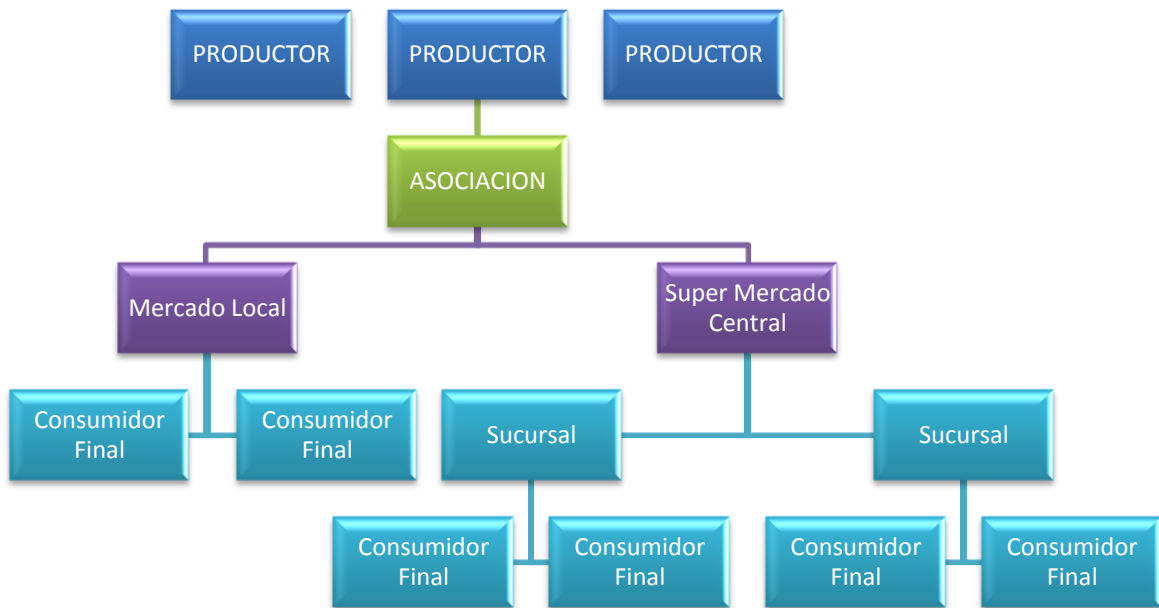 PRODUCTOR
PRODUCTOR
PRODUCTOR
ASOCIACION
Mercado Local
Super Mercado
Central
Consumidor
Final
Consumidor
Final
Sucursal
Sucursal
Consumidor
Final
Consumidor
Final
Consumidor
Final
Consumidor
Final